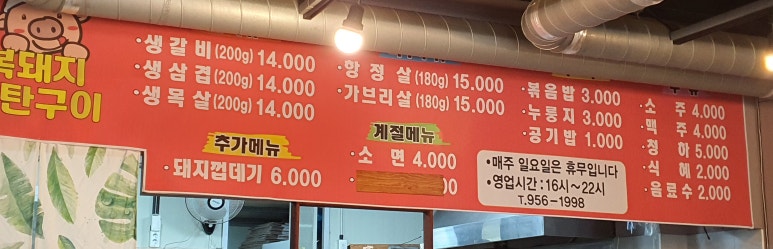 돼지
탄구이
·생갈비(200g) 14.000
·생삼겹(200g) 14.000
·생목살(200g) 14.000
추가메뉴
·돼지껍데기 6.000
·항정살(180g) 15.000
·가브리살(180g) 15.000
계절메뉴
·소면 4.000
00
·볶음밥 3.000
·누룽지 3.000
·공기밥 1.000
•매주 일요일은 휴무입니다
•영업시간 : 16시~22시
T.956-1998
·소주 4.000
·맥주 4.000
·청하 5.000
·식혜 2.000
·음료수 2.000